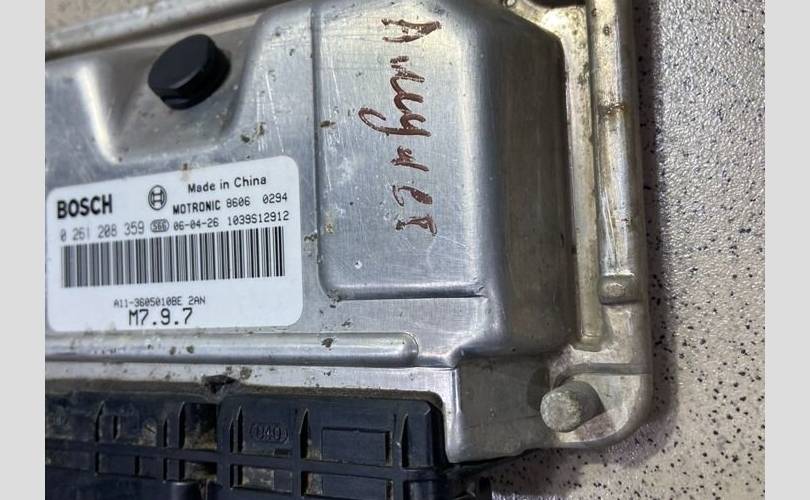 BOSCH
Made in China
MOTRONIC 8606 0294
0 261 208 359 S66 06-04-26 1039S12912
A11-3605010BE 2AN
M7.9.7